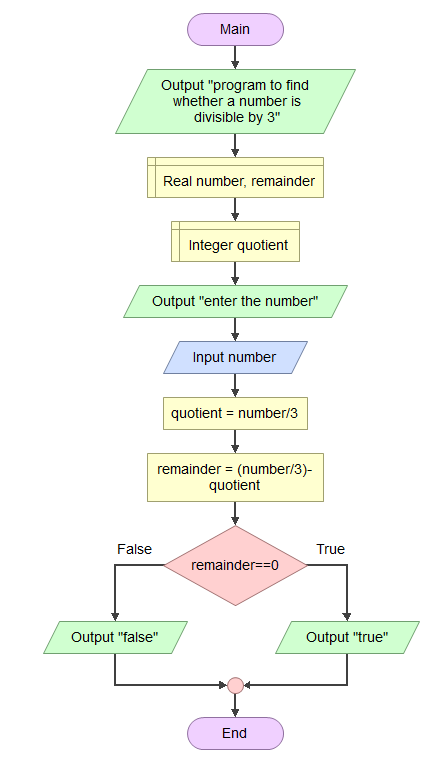 Main
Output "program to find
whether a number is
divisible by 3"
Real number, remainder
Integer quotient
Output "enter the number"
Input number
quotient = number/3
remainder = (number/3)-
quotient
remainder==0
False
True
Output "false"
Output "true"
End